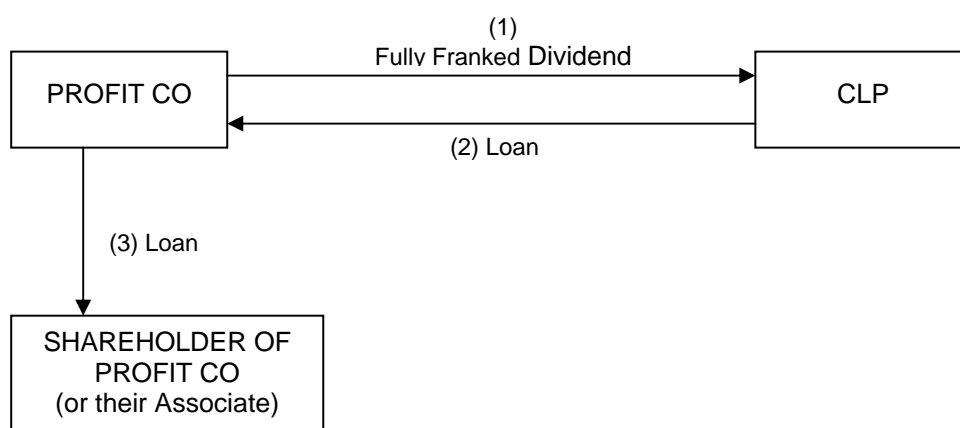 (1)
Fully Franked Dividend
PROFIT CO
CLP
(2) Loan
(3) Loan
SHAREHOLDER OF
PROFIT CO
(or their Associate)